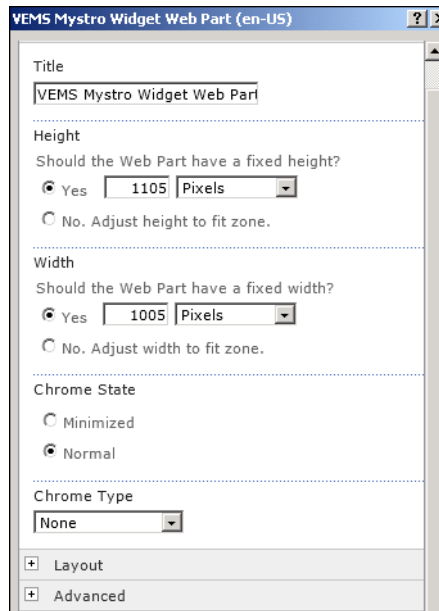 VEMS Mystro Widget Web Part (en-US)
Title
VEMS Mystro Widget Web Part
Height
Should the Web Part have a fixed height?
Yes 1105 Pixels
No. Adjust height to fit zone.
Width
Should the Web Part have a fixed width?
Yes 1005 Pixels
No. Adjust width to fit zone.
Chrome State
Minimized
Normal
Chrome Type
None
Layout
Advanced